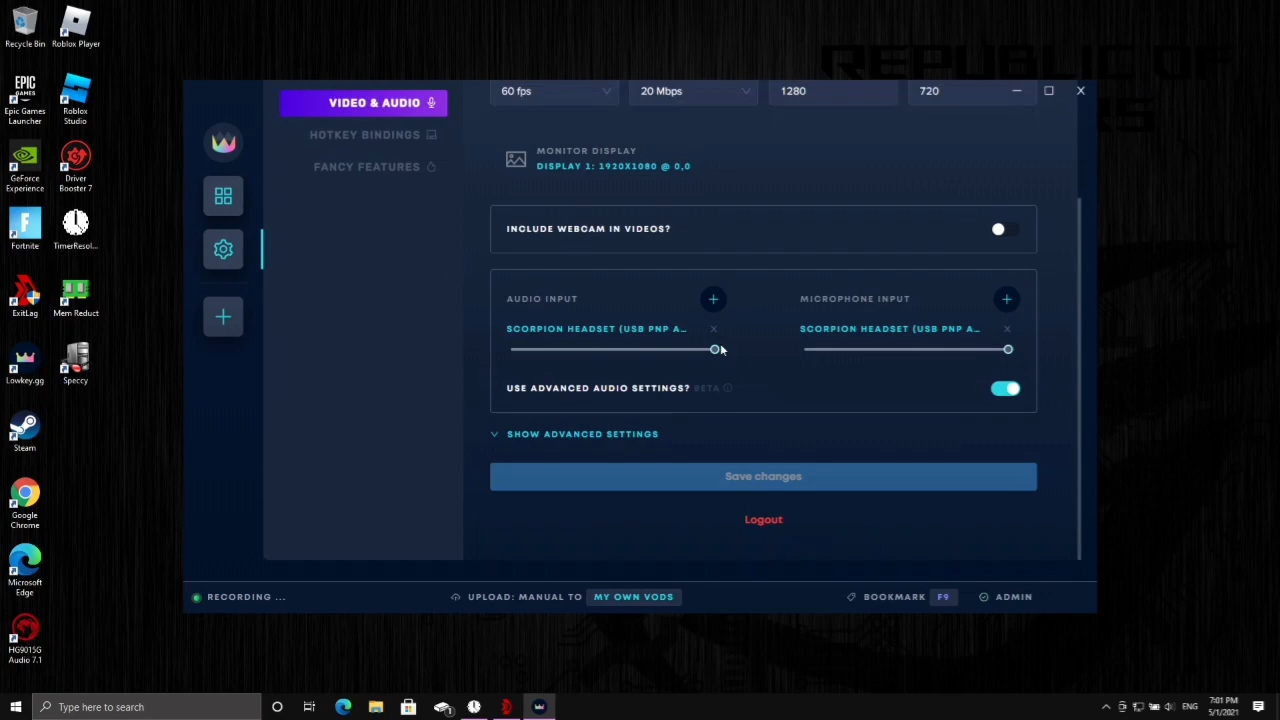 REPUBLIC OF
Recycle Bin
Roblox Player
EPIC
GAMES
Epic Games
Launcher
Roblox
Studio
GeForce
Experience
Driver
Booster 7
Fortnite
TimerResol...
ExitLag
Mem Reduct
Lowkey.gg
Speccy
Steam
Google
Chrome
Microsoft
Edge
HG9015G
Audio 7.1
VIDEO & AUDIO
HOTKEY BINDINGS
FANCY FEATURES
60 fps
20 Mbps
1280
720
MONITOR DISPLAY
DISPLAY 1: 1920X1080 @ 0,0
INCLUDE WEBCAM IN VIDEOS?
AUDIO INPUT
MICROPHONE INPUT
SCORPION HEADSET (USB PNP A...
SCORPION HEADSET (USB PNP A...
USE ADVANCED AUDIO SETTINGS? BETA
SHOW ADVANCED SETTINGS
Save changes
Logout
RECORDING ...
UPLOAD: MANUAL TO MY OWN VODS
BOOKMARK F9
ADMIN
Type here to search
ENG
7:01 PM
5/1/2021